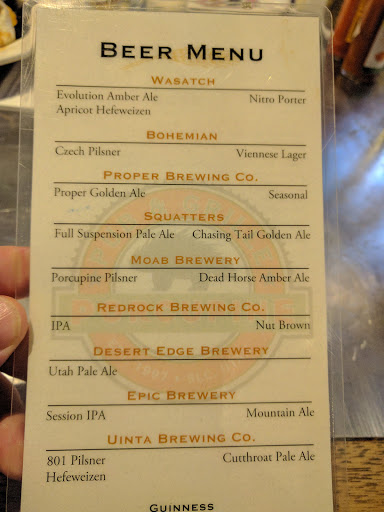 BEER MENU
WASATCH
Evolution Amber Ale Nitro Porter
Apricot Hefeweizen
BOHEMIAN
Czech Pilsner Viennese Lager
PROPER BREWING CO.
Proper Golden Ale Seasonal
SQUATTERS
Full Suspension Pale Ale Chasing Tail Golden Ale
MOAB BREWERY
Porcupine Pilsner Dead Horse Amber Ale
REDROCK BREWING CO.
IPA Nut Brown
DESERT EDGE BREWERY
Utah Pale Ale
EPIC BREWERY
Session IPA Mountain Ale
UINTA BREWING CO.
801 Pilsner Cutthroat Pale Ale
Hefeweizen
GUINNESS